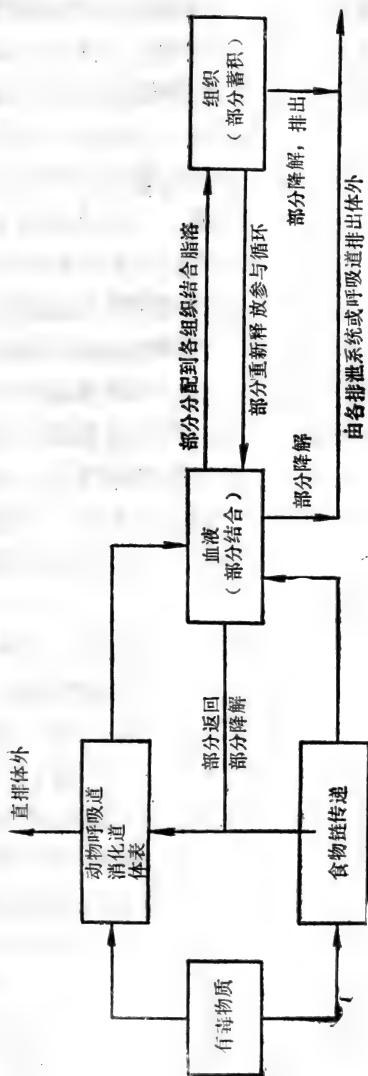 有毒物质
直排体外
动物呼吸道
消化道
体表
食物链传递
部分返回
部分降解
血液
（部分结合）
部分降解
部分分配到各组织结合脂溶
部分重新释放参与循环
组织
（部分蓄积）
部分降解，排出
由各排泄系统或呼吸道排出体外